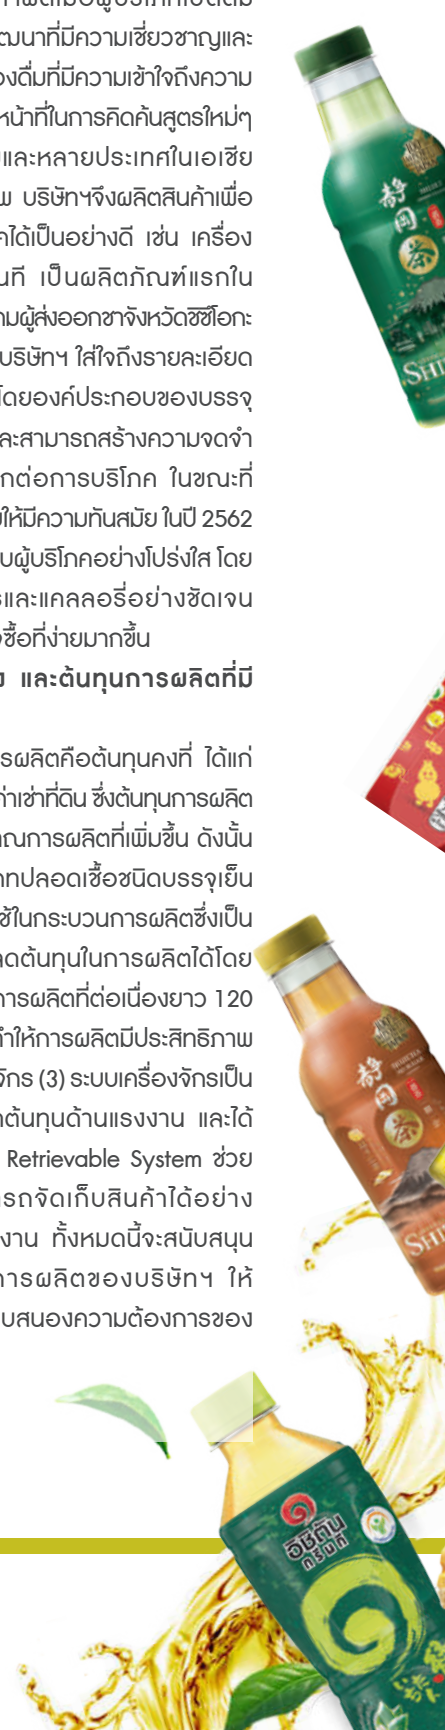 ฒนาที่มีความเชี่ยวชาญและ
องดื่มที่มีความเข้าใจถึงความ
หน้าที่ในการคิดค้นสูตรใหม่ๆ
และหลายประเทศในเอเชีย
พ บริษัทฯจึงผลิตสินค้าเพื่อ
คได้เป็นอย่างดี เช่น เครื่อง
นที เป็นผลิตภัณฑ์แรกใน
ามผู้ส่งออกชาจังหวัดชิซึโอกะ
บริษัทฯ ใส่ใจถึงรายละเอียด
โดยองค์ประกอบของบรรจุ
ละสามารถสร้างความจดจำ
กต่อการบริโภค ในขณะที่
ให้มีความทันสมัย ในปี 2562
บผู้บริโภคอย่างโปร่งใส โดย
รและแคลลอรี่อย่างชัดเจน
ซื้อที่ง่ายมากขึ้น
ง และต้นทุนการผลิตที่มี
รผลิตคือต้นทุนคงที่ ได้แก่
ค่าเช่าที่ดิน ซึ่งต้นทุนการผลิต
าณการผลิตที่เพิ่มขึ้น ดังนั้น
ภทปลอดเชื้อชนิดบรรจุเย็น
ช้ในกระบวนการผลิตซึ่งเป็น
ลดต้นทุนในการผลิตได้โดย
การผลิตที่ต่อเนื่องยาว 120
ทำให้การผลิตมีประสิทธิภาพ
จักร (3) ระบบเครื่องจักรเป็น
ต้นทุนด้านแรงงาน และได้
Retrievable System ช่วย
ารถจัดเก็บสินค้าได้อย่าง
งาน ทั้งหมดนี้จะสนับสนุน
การผลิตของบริษัทฯ ให้
บสนองความต้องการของ
静岡茶
SHI
静岡茶
SHI
อิชิตัน
กรีนที